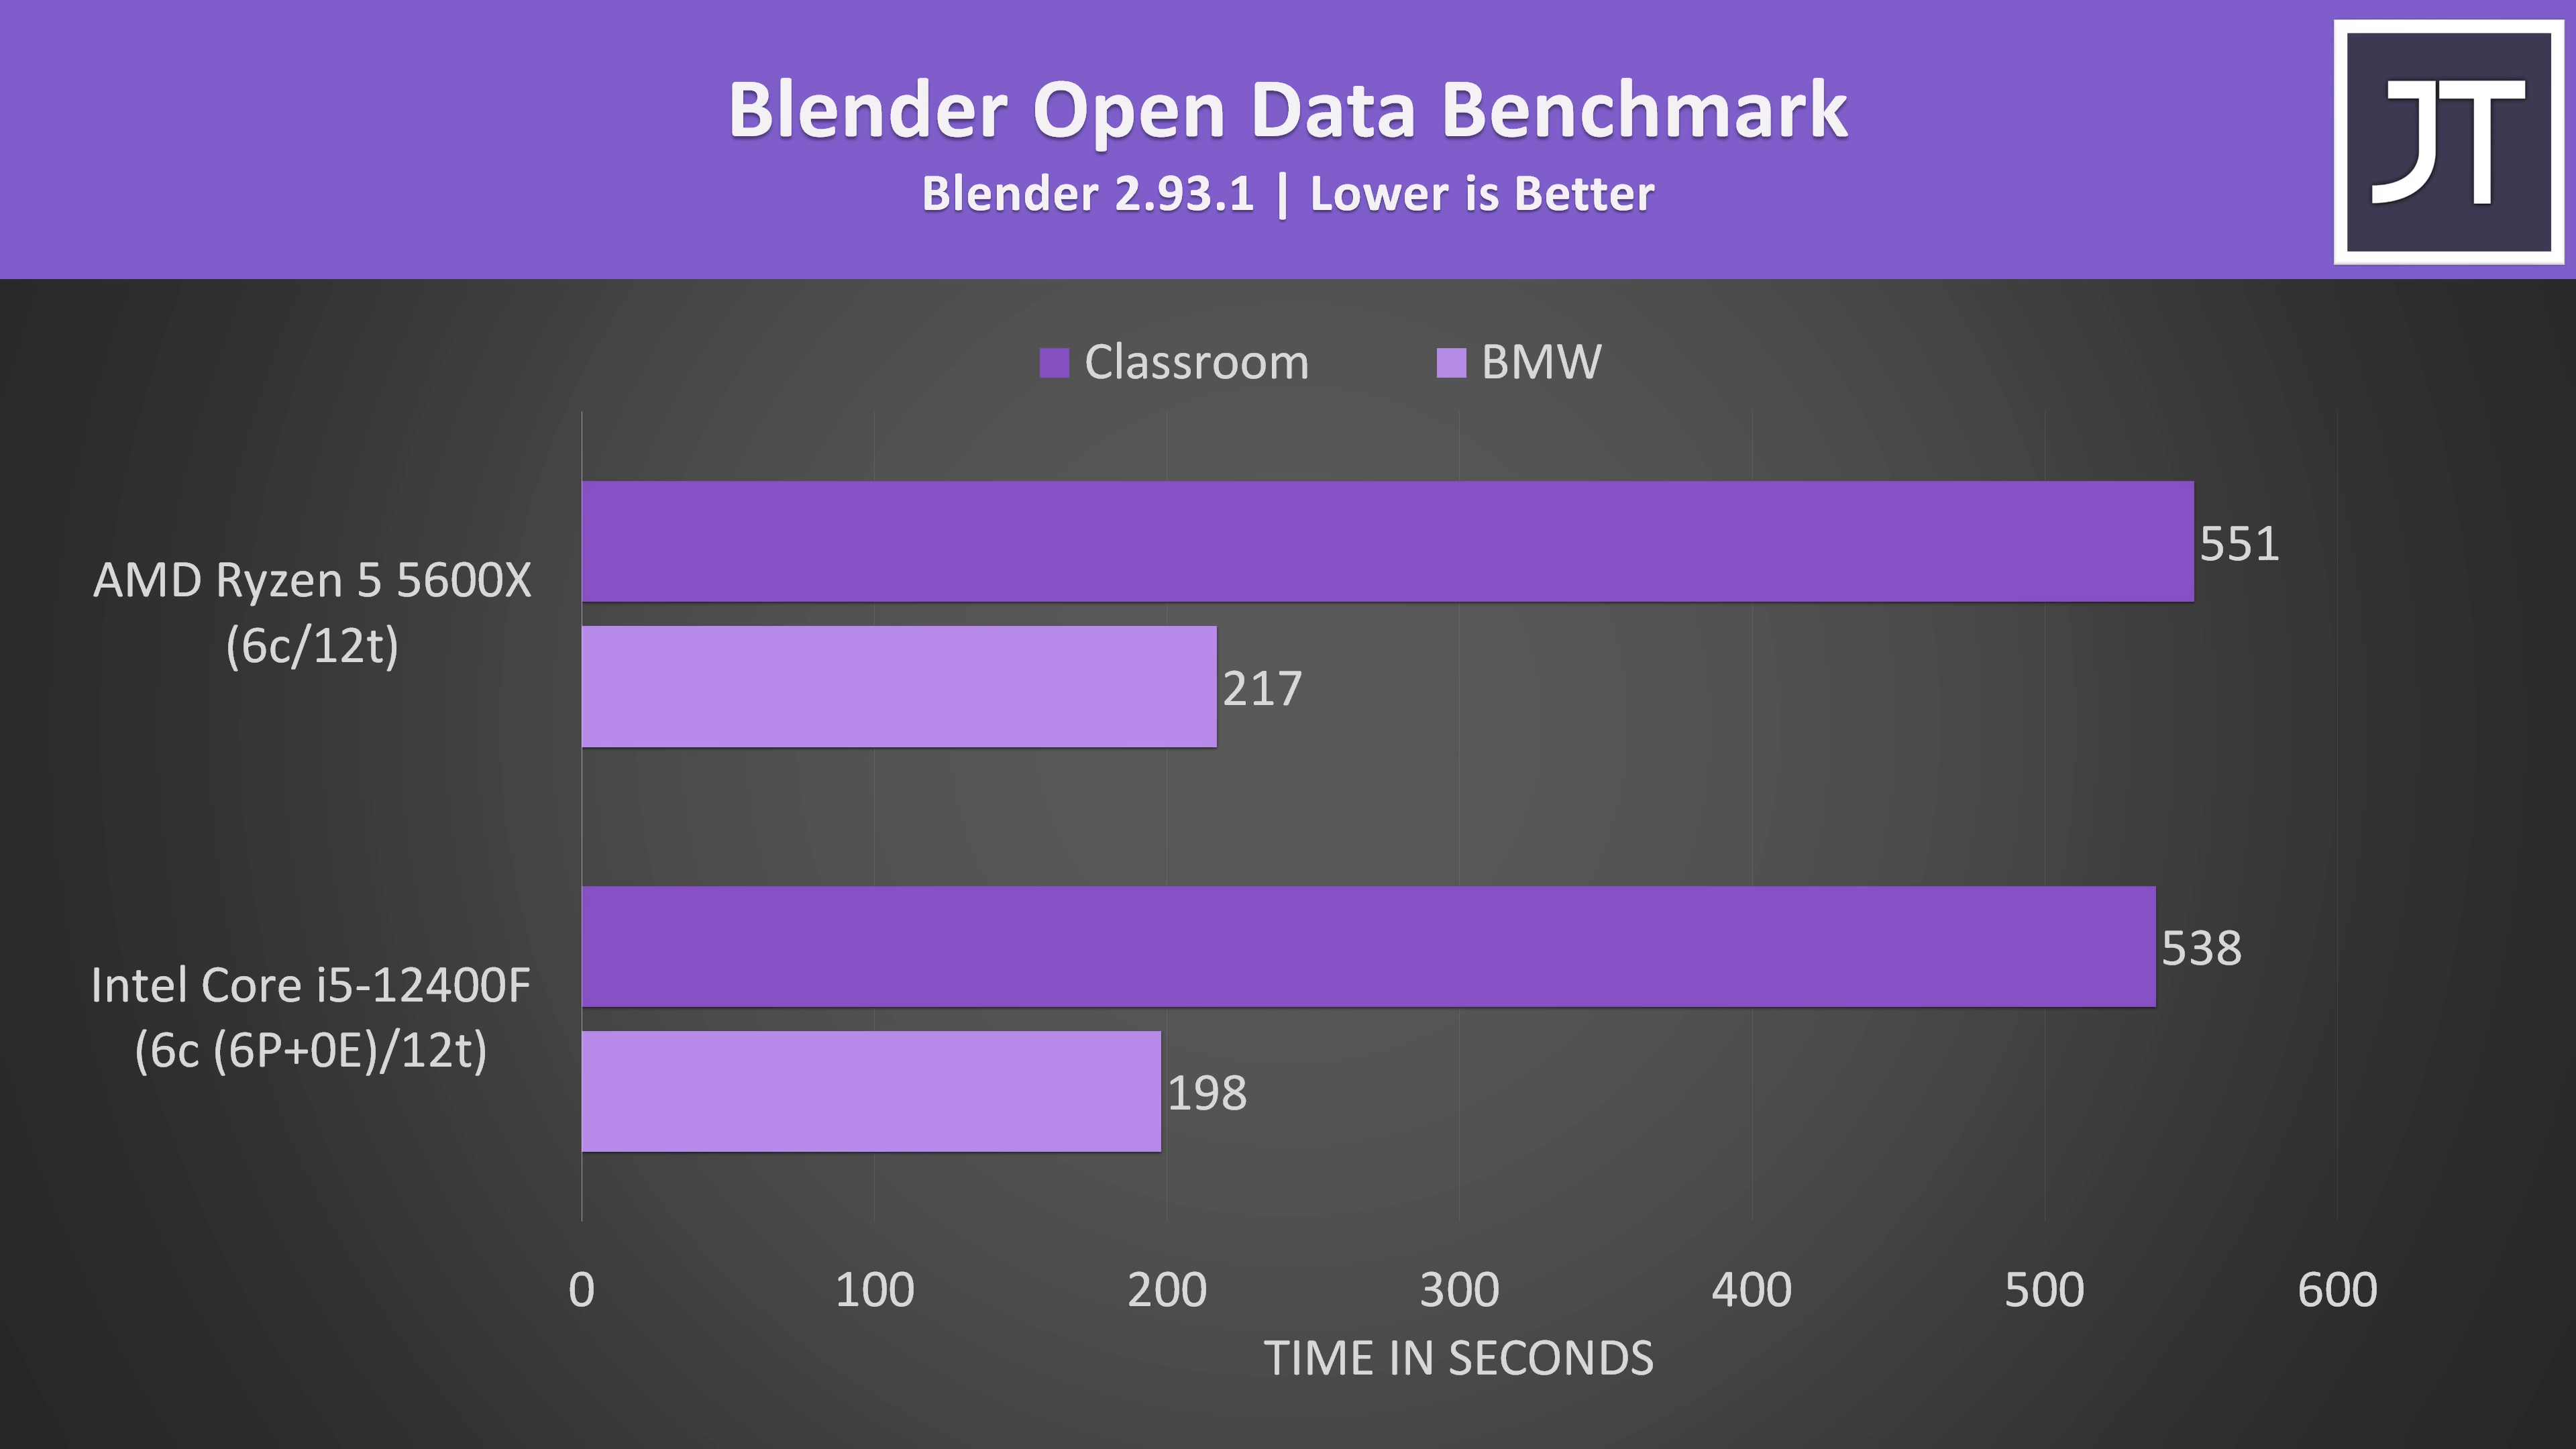 Blender Open Data Benchmark
Blender 2.93.1 | Lower is Better
JT
Classroom
BMW
AMD Ryzen 5 5600X
(6c/12t)
551
217
Intel Core i5-12400F
(6c (6P+0E)/12t)
538
198
0 100 200 300 400 500 600
TIME IN SECONDS